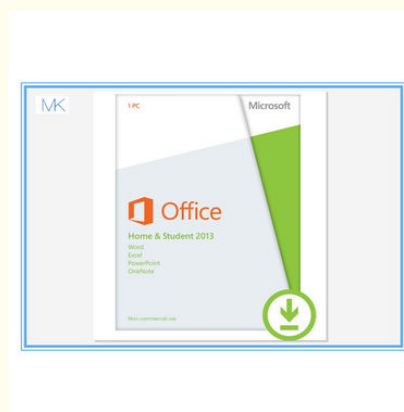 MK
1 PC
Microsoft
Office
Home & Student 2013
Word
Excel
PowerPoint
OneNote
Non-commercial use